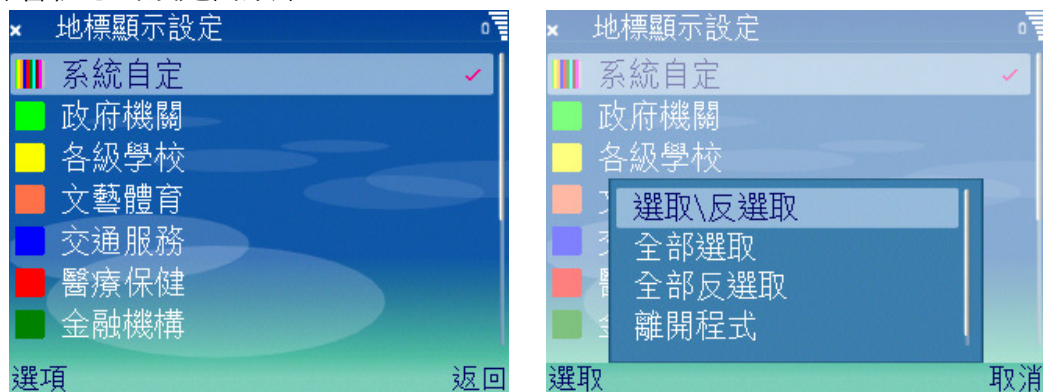 地標顯示設定
系統自定
政府機關
各級學校
文藝體育
交通服務
醫療保健
金融機構
選項 返回
地標顯示設定
系統自定
政府機關
各級學校
選取\反選取
全部選取
全部反選取
離開程式
選取 取消